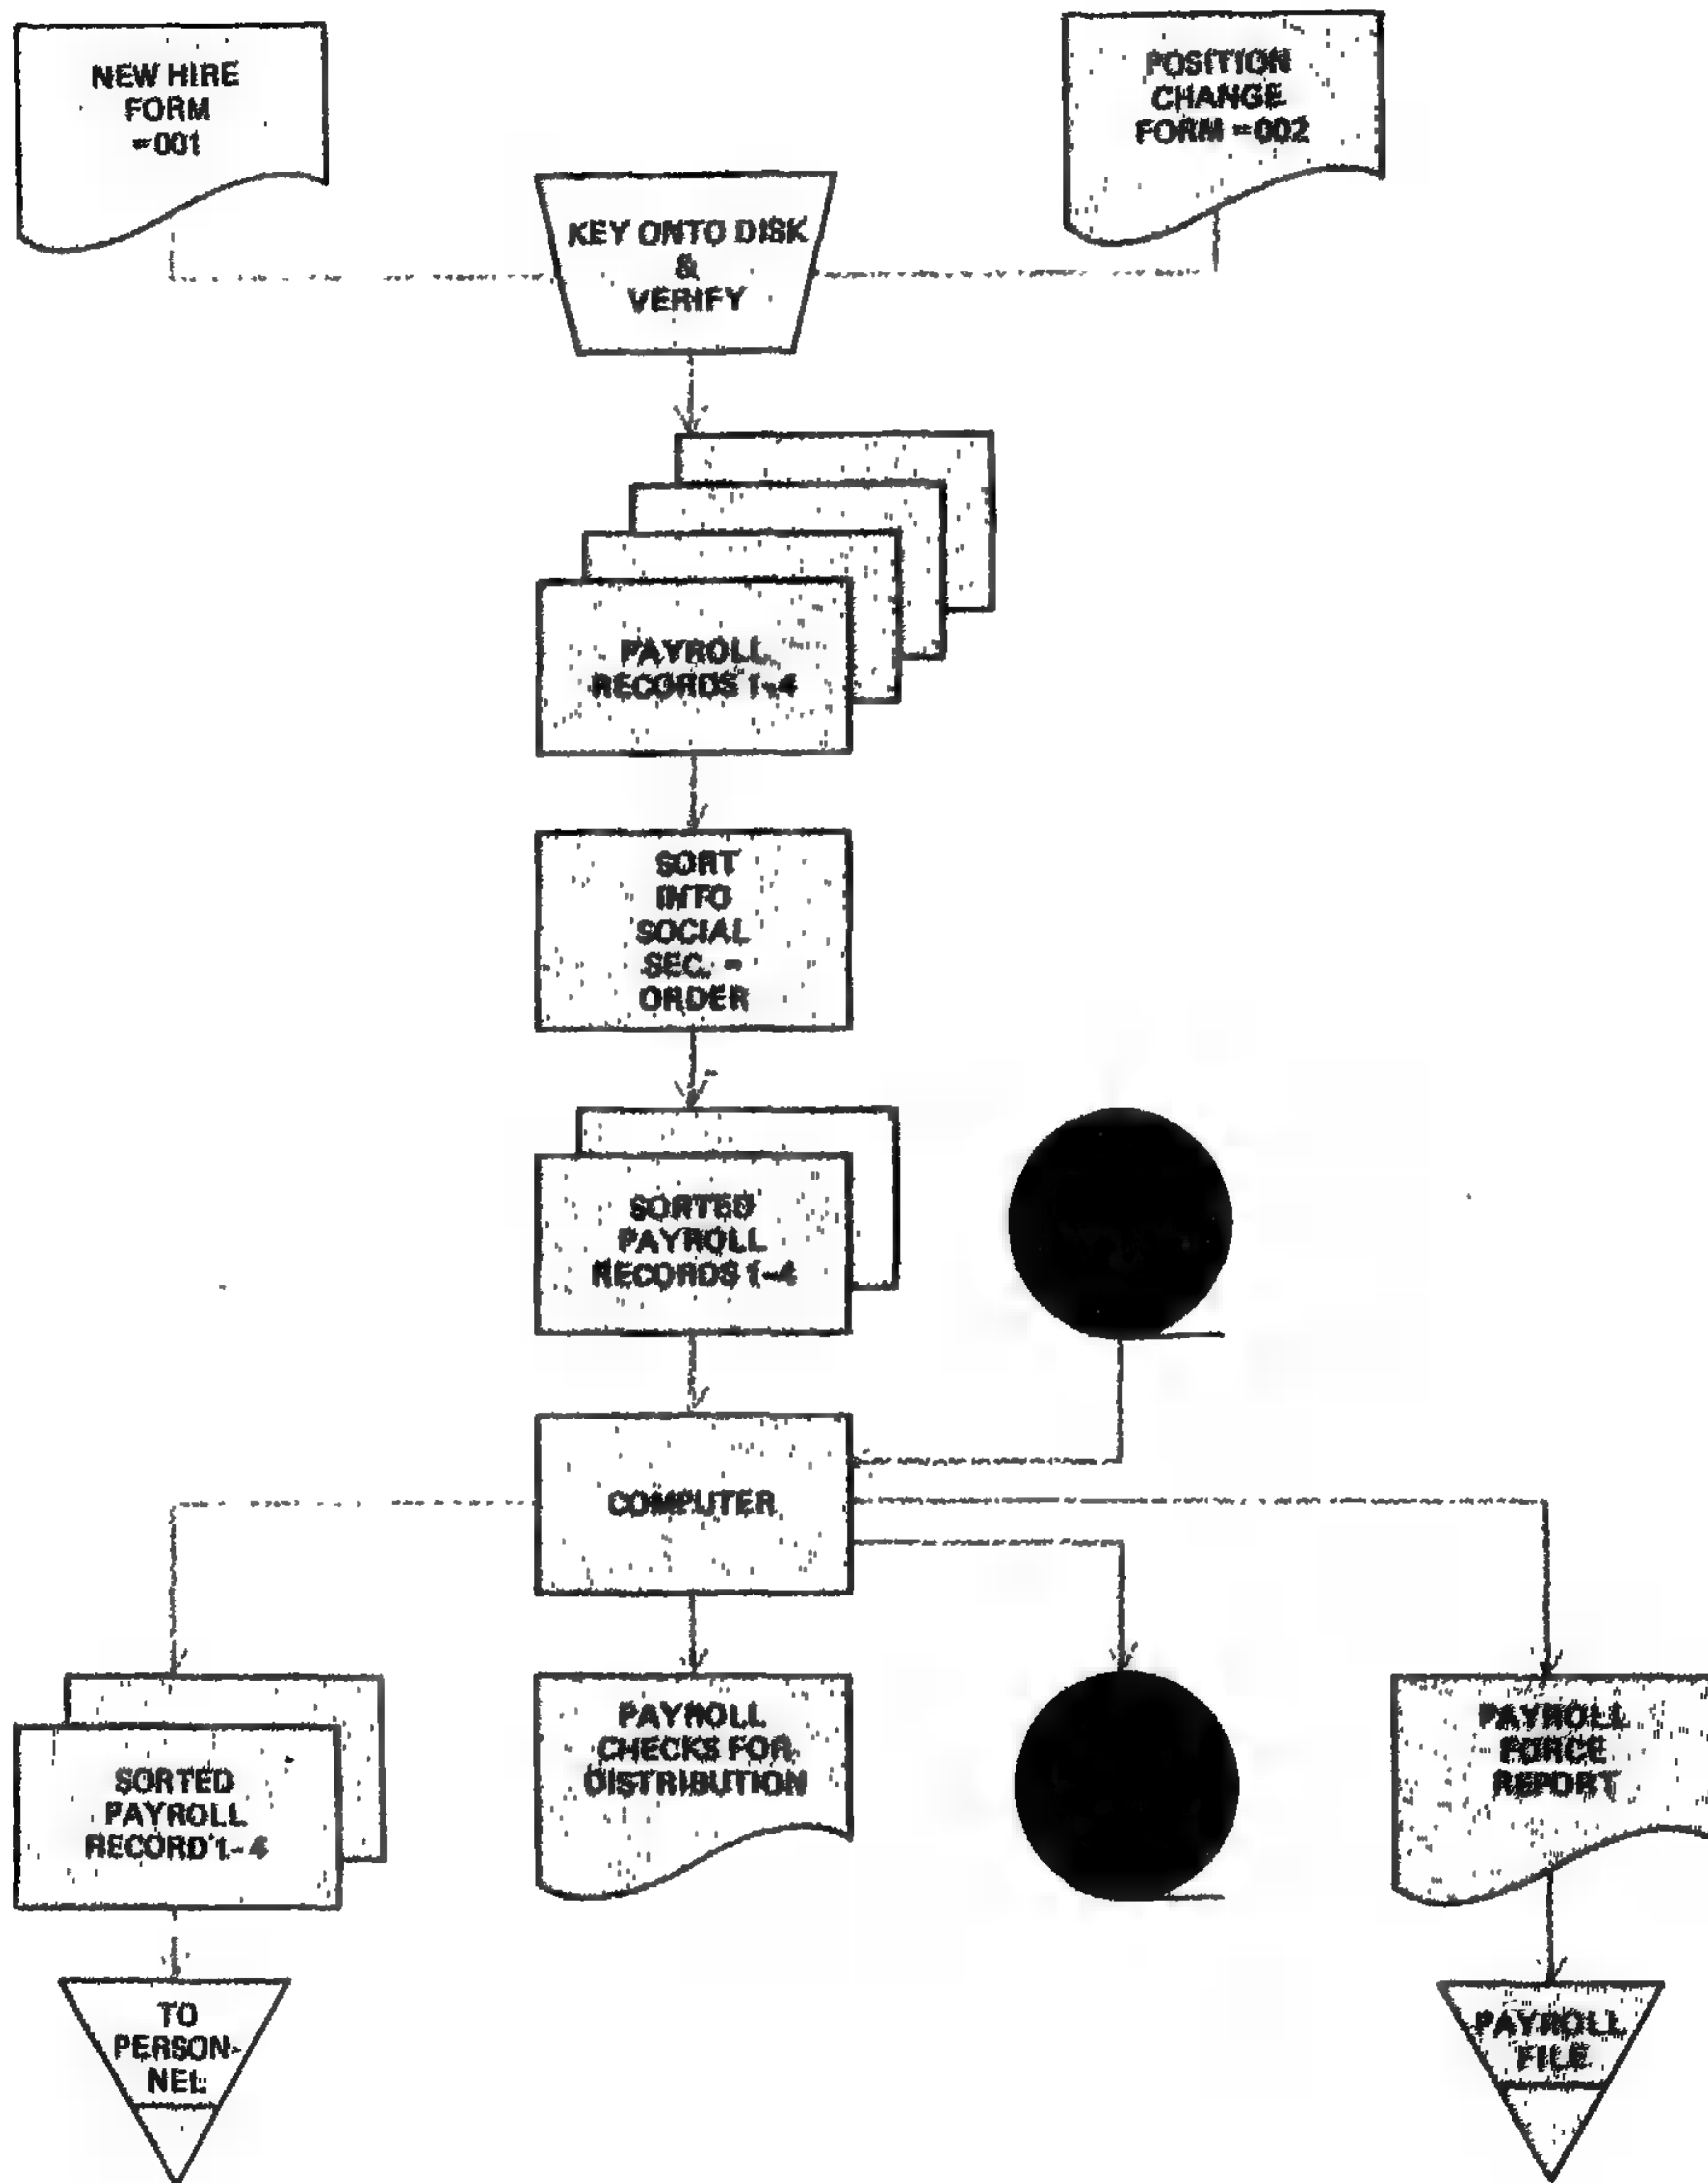 NEW HIRE
FORM
=001
POSITION
CHANGE
FORM =002
KEY ONTO DISK
&
VERIFY
PAYROLL
RECORDS 1-4
SORT
INTO
SOCIAL
SEC. =
ORDER
SORTED
PAYROLL
RECORDS 1-4
COMPUTER
SORTED
PAYROLL
RECORD 1-4
PAYROLL
CHECKS FOR
DISTRIBUTION
PAYROLL
FORCE
REPORT
TO
PERSON-
NEL
PAYROLL
FILE